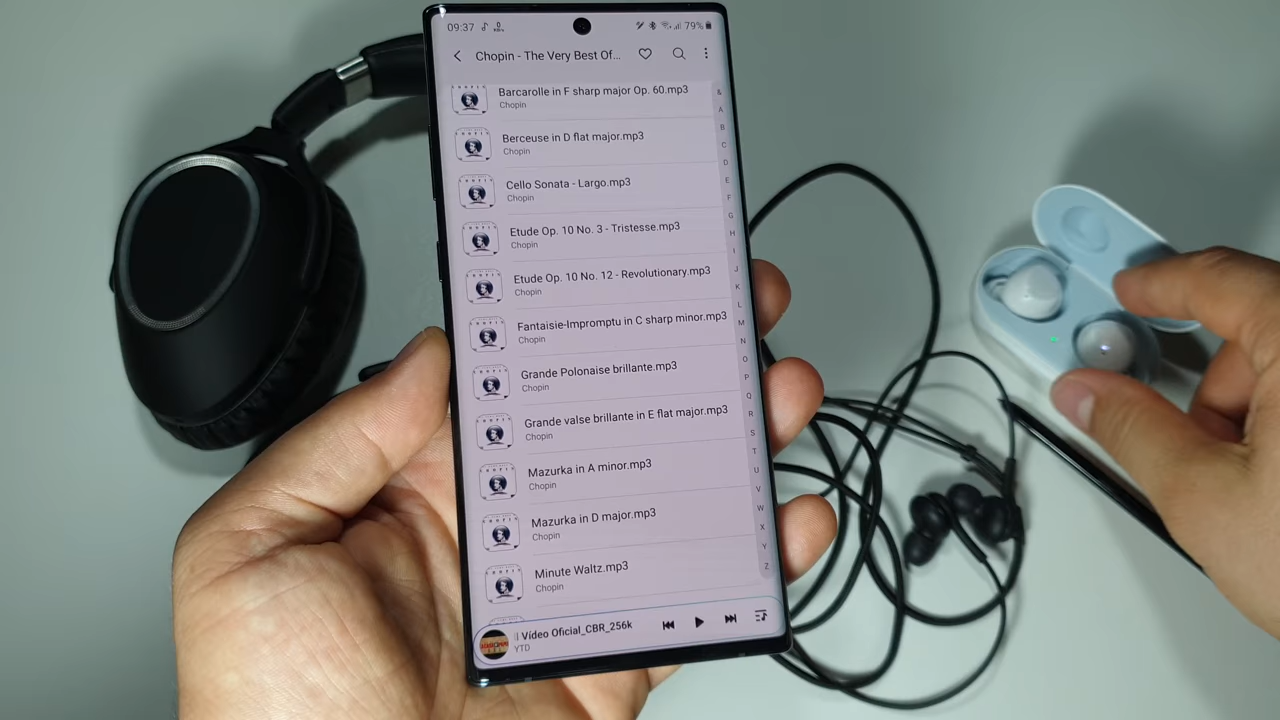 09:37 79%
Chopin - The Very Best Of...
Barcarolle in F sharp major Op. 60.mp3
Chopin
Berceuse in D flat major.mp3
Chopin
Cello Sonata - Largo.mp3
Chopin
Etude Op. 10 No. 3 - Tristesse.mp3
Chopin
Etude Op. 10 No. 12 - Revolutionary.mp3
Chopin
Fantaisie-Impromptu in C sharp minor.mp3
Chopin
Grande Polonaise brillante.mp3
Chopin
Grande valse brillante in E flat major.mp3
Chopin
Mazurka in A minor.mp3
Chopin
Mazurka in D major.mp3
Chopin
Minute Waltz.mp3
Chopin
Vídeo Oficial_CBR_256k
YTD
&
A
B
C
D
E
F
G
H
I
J
K
L
M
N
O
P
Q
R
S
T
U
V
W
X
Y
Z